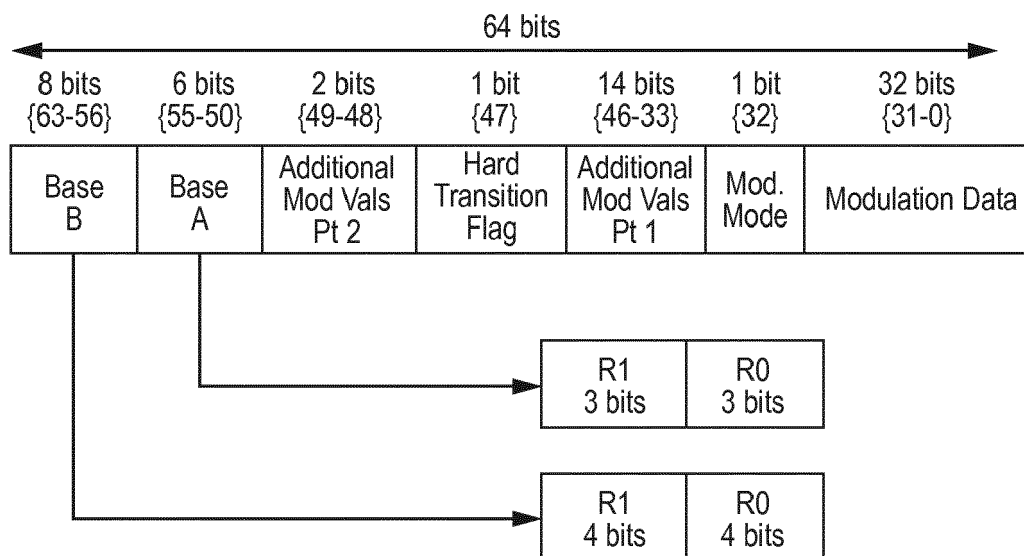 64 bits
8 bits
{63-56}
6 bits
{55-50}
2 bits
{49-48}
1 bit
{47}
14 bits
{46-33}
1 bit
{32}
32 bits
{31-0}
Base
B
Base
A
Additional
Mod Vals
Pt 2
Hard
Transition
Flag
Additional
Mod Vals
Pt 1
Mod.
Mode
Modulation Data
R1
3 bits
R0
3 bits
R1
4 bits
R0
4 bits